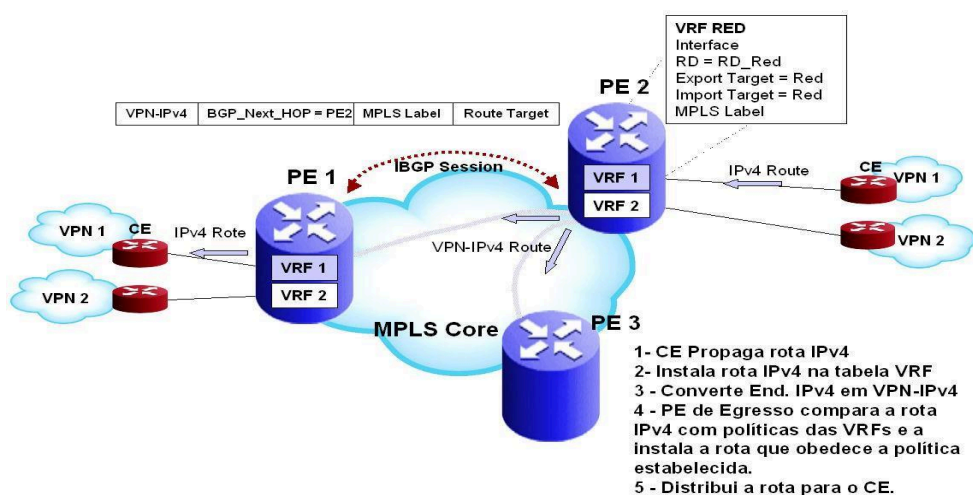 VRF RED
Interface
RD = RD_Red
Export Target = Red
Import Target = Red
MPLS Label
PE 2
VPN-IPv4 BGP_Next_HOP = PE2 MPLS Label Route Target
IBGP Session
PE 1
VRF 1
VRF 2
IPv4 Route
CE
VPN 1
VPN 2
VPN 1
CE
IPv4 Rote
VPN 2
VRF 1
VRF 2
VPN-IPv4 Route
MPLS Core
PE 3
1- CE Propaga rota IPv4
2- Instala rota IPv4 na tabela VRF
3 - Converte End. IPv4 em VPN-IPv4
4 - PE de Egresso compara a rota
IPv4 com políticas das VRFs e a
instala a rota que obedece a política
estabelecida.
5 - Distribui a rota para o CE.